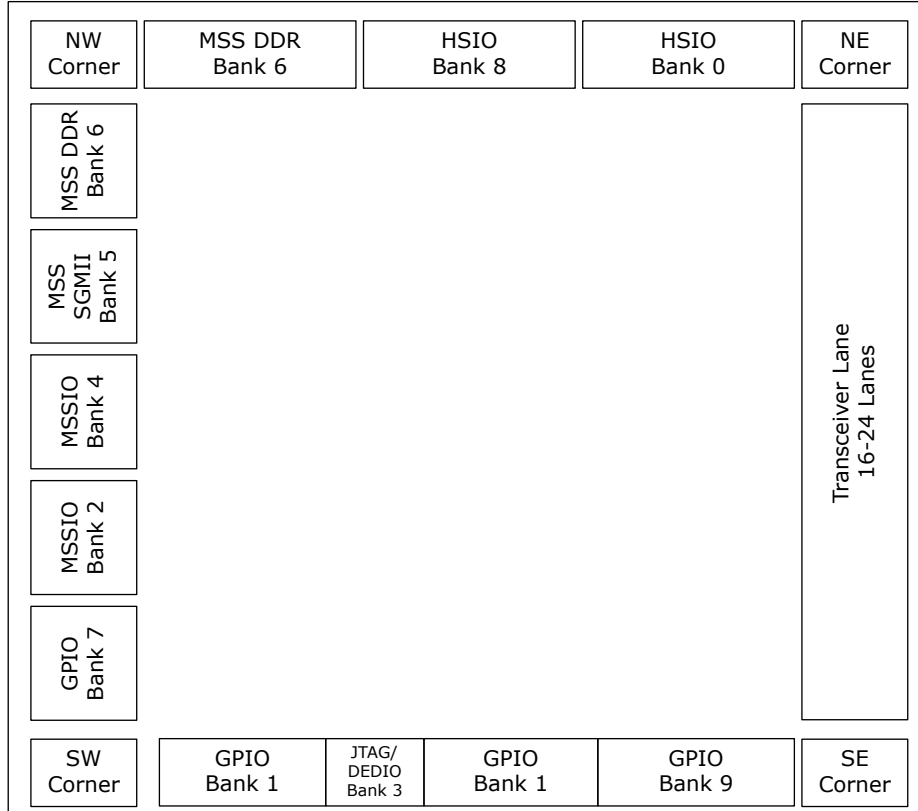 NW
Corner
MSS DDR
Bank 6
HSIO
Bank 8
HSIO
Bank 0
NE
Corner
MSS DDR
Bank 6
MSS
SGMII
Bank 5
MSSIO
Bank 4
MSSIO
Bank 2
GPIO
Bank 7
Transceiver Lane
16-24 Lanes
SW
Corner
GPIO
Bank 1
JTAG/
DEDIO
Bank 3
GPIO
Bank 1
GPIO
Bank 9
SE
Corner